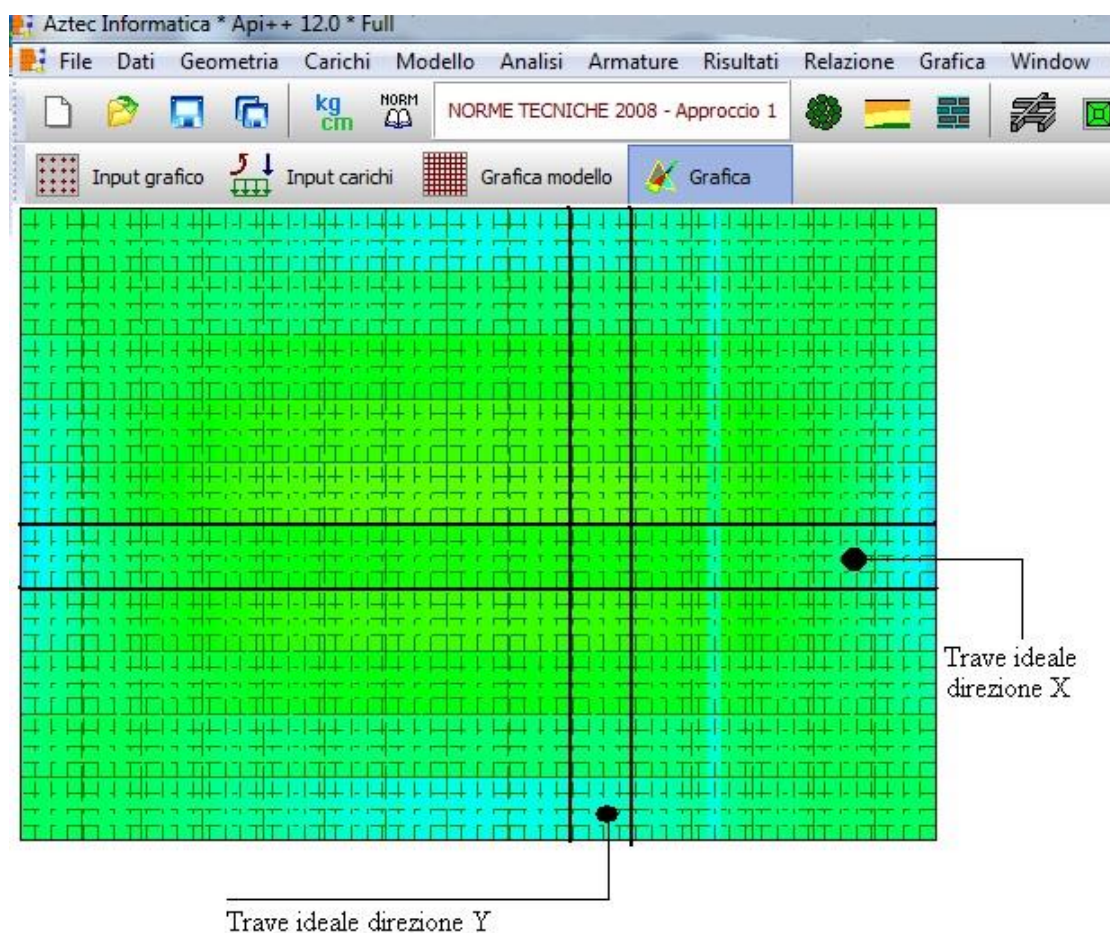 Aztec Informatica * Api++ 12.0 * Full
File Dati Geometria Carichi Modello Analisi Armature Risultati Relazione Grafica Window
kg cm NORM NORME TECNICHE 2008 - Approccio 1
Input grafico Input carichi Grafica modello Grafica
Trave ideale
direzione X
Trave ideale direzione Y